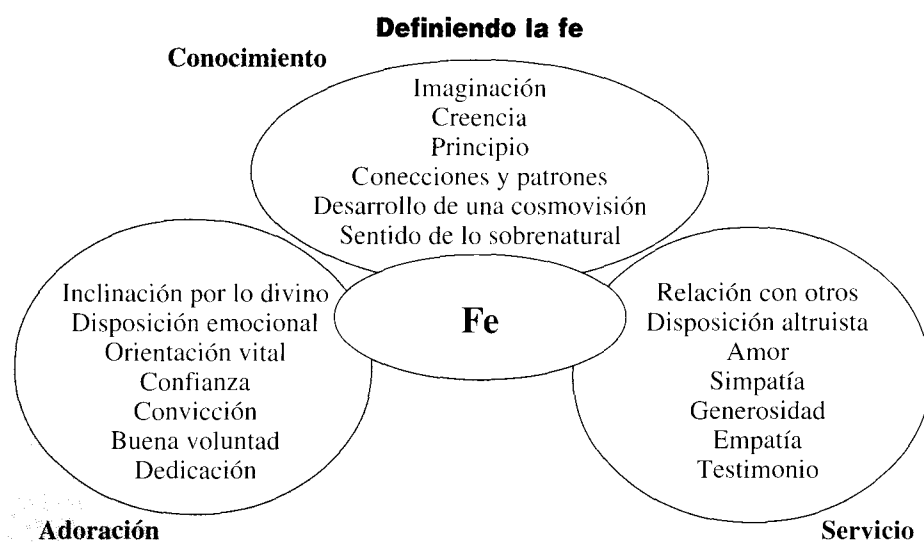 Definiendo la fe
Conocimiento
Imaginación
Creencia
Principio
Conecciones y patrones
Desarrollo de una cosmovisión
Sentido de lo sobrenatural
Fe
Inclinación por lo divino
Disposición emocional
Orientación vital
Confianza
Convicción
Buena voluntad
Dedicación
Adoración
Relación con otros
Disposición altruista
Amor
Simpatía
Generosidad
Empatía
Testimonio
Servicio